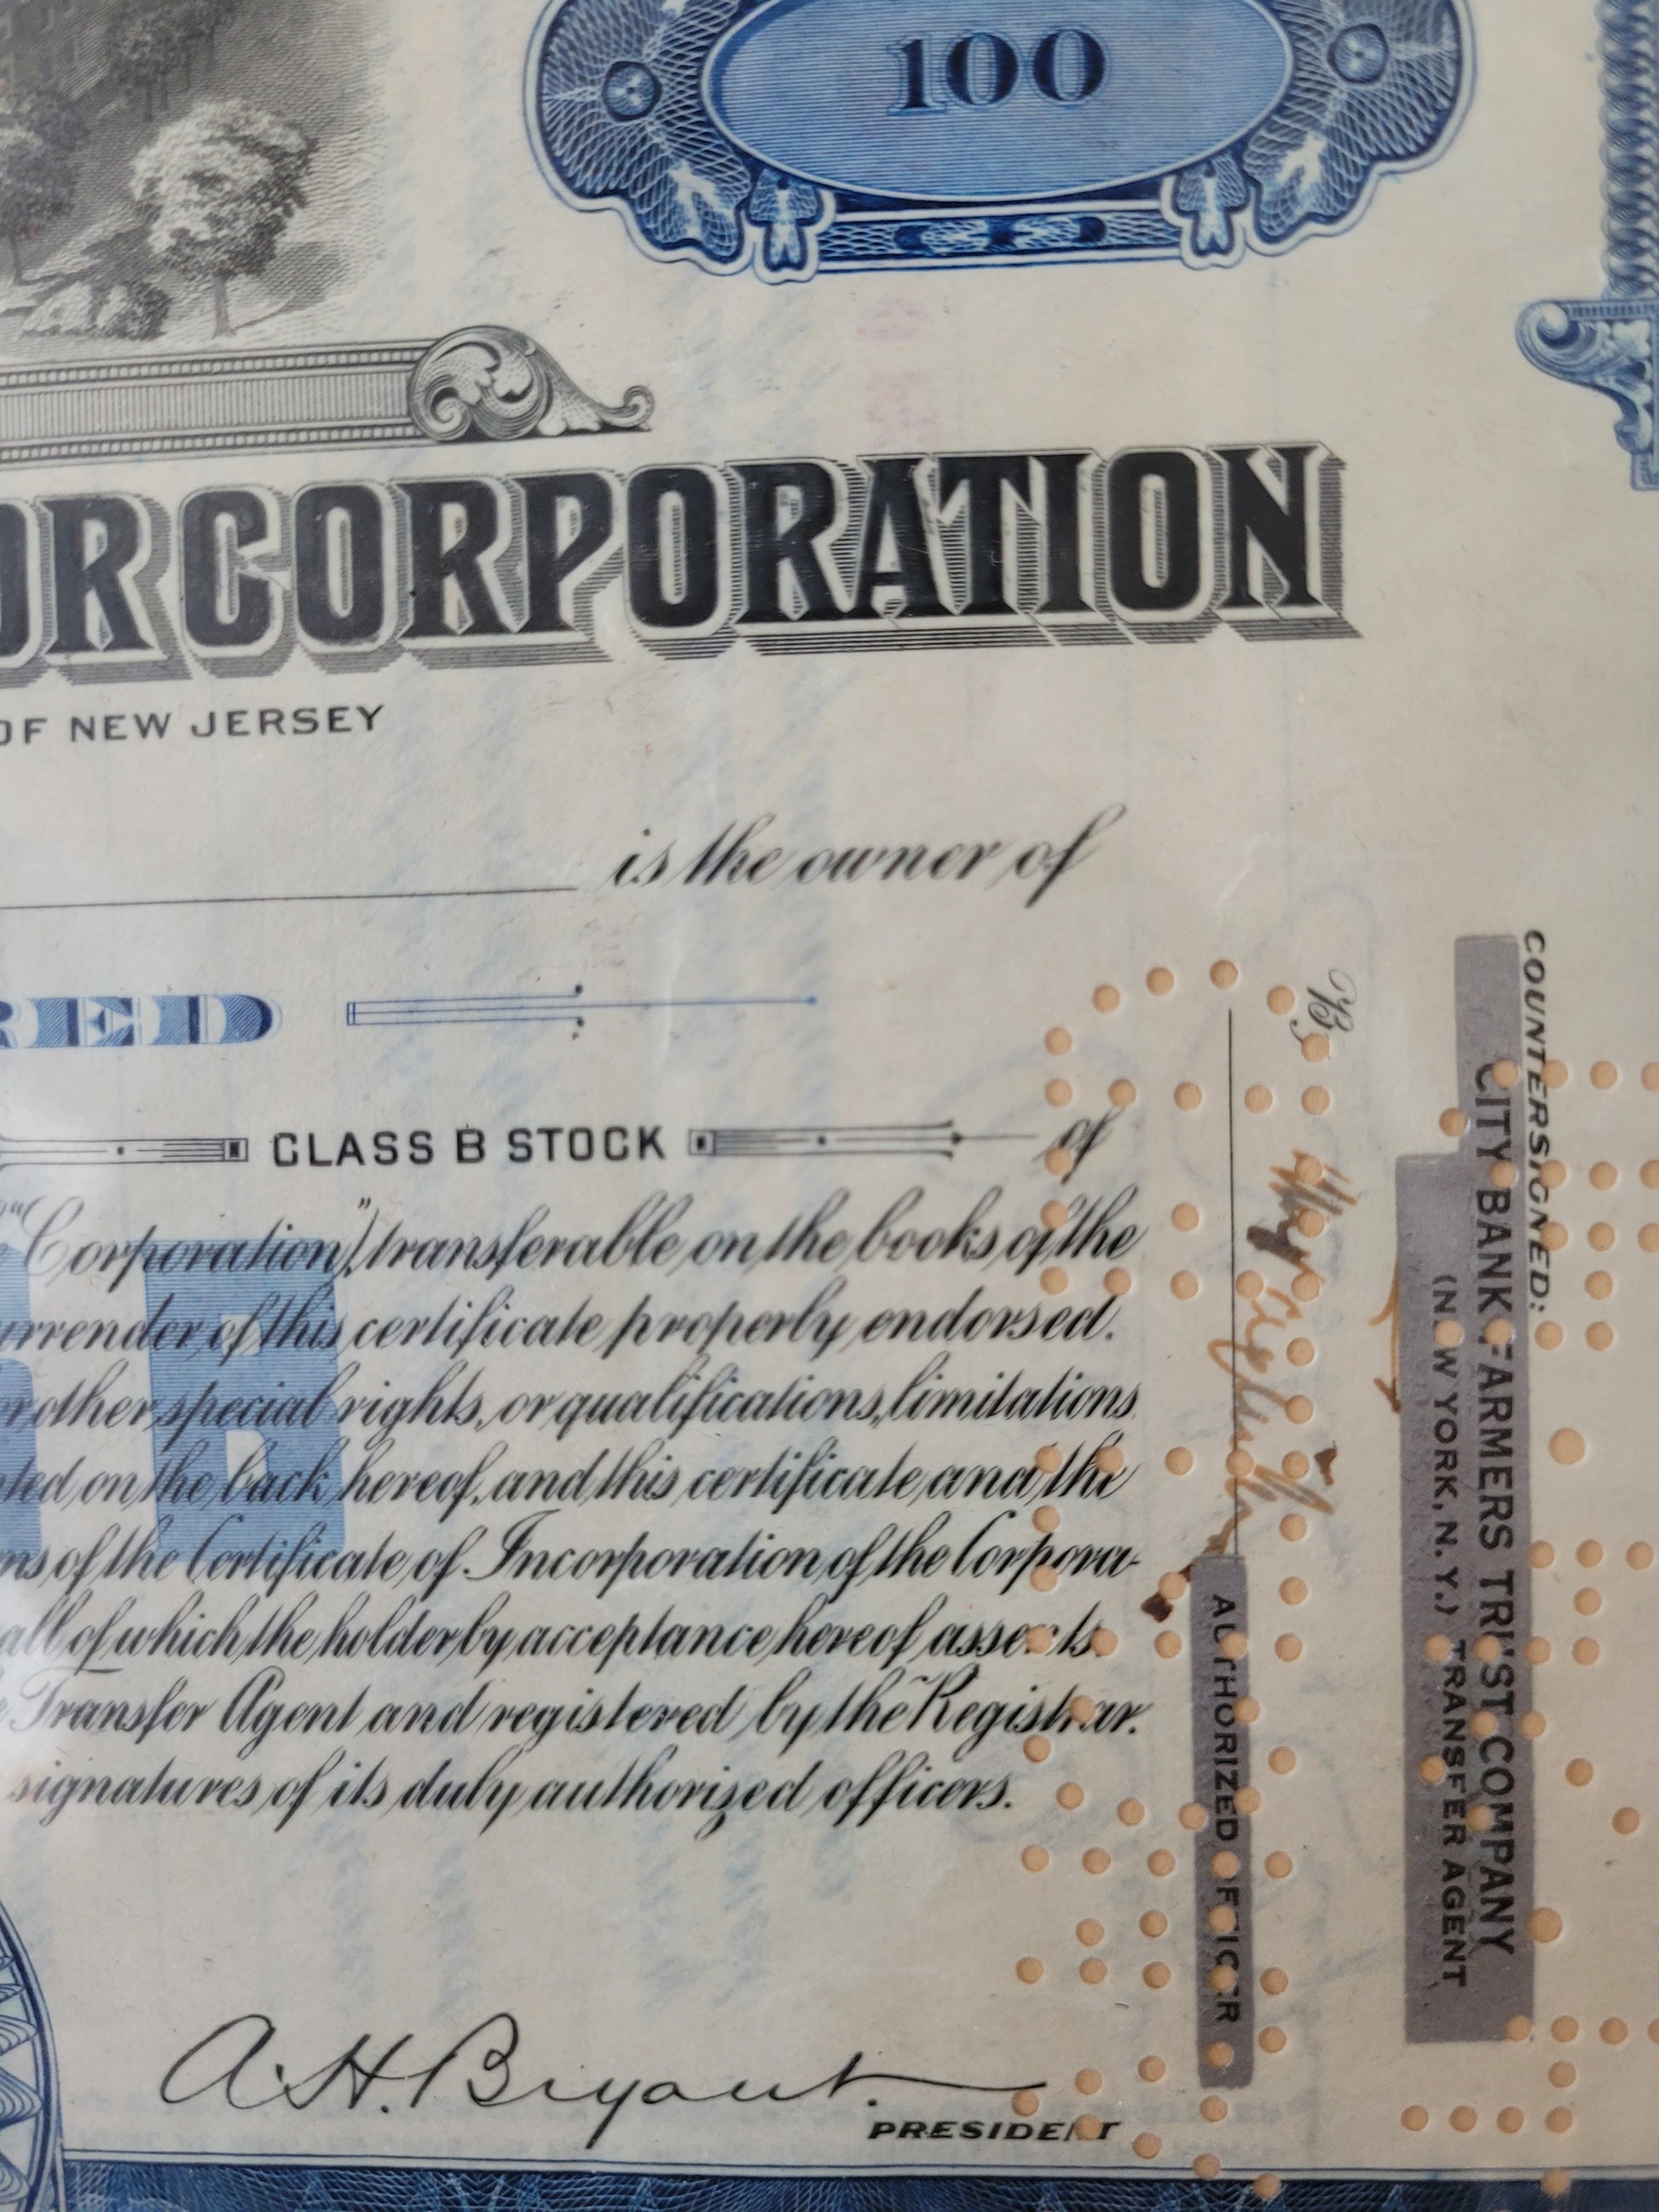 100
OR CORPORATION
OF NEW JERSEY
is the owner of
RED
CLASS B STOCK of
B
"Corporation"), transferable on the books of the
urrender of this certificate properly endorsed.
or other special rights, or qualifications, limitations
ted on the back hereof, and this certificate and the
ns of the Certificate of Incorporation of the Corpora-
all of which the holder by acceptance hereof assents.
Transfer Agent and registered by the Registrar.
signatures of its duly authorized officers.
A. H. Bryant.
PRESIDENT
COUNTERSIGNED:
CITY BANK FARMERS TRUST COMPANY
(NEW YORK, N. Y.) TRANSFER AGENT
By
AUTHORIZED OFFICER